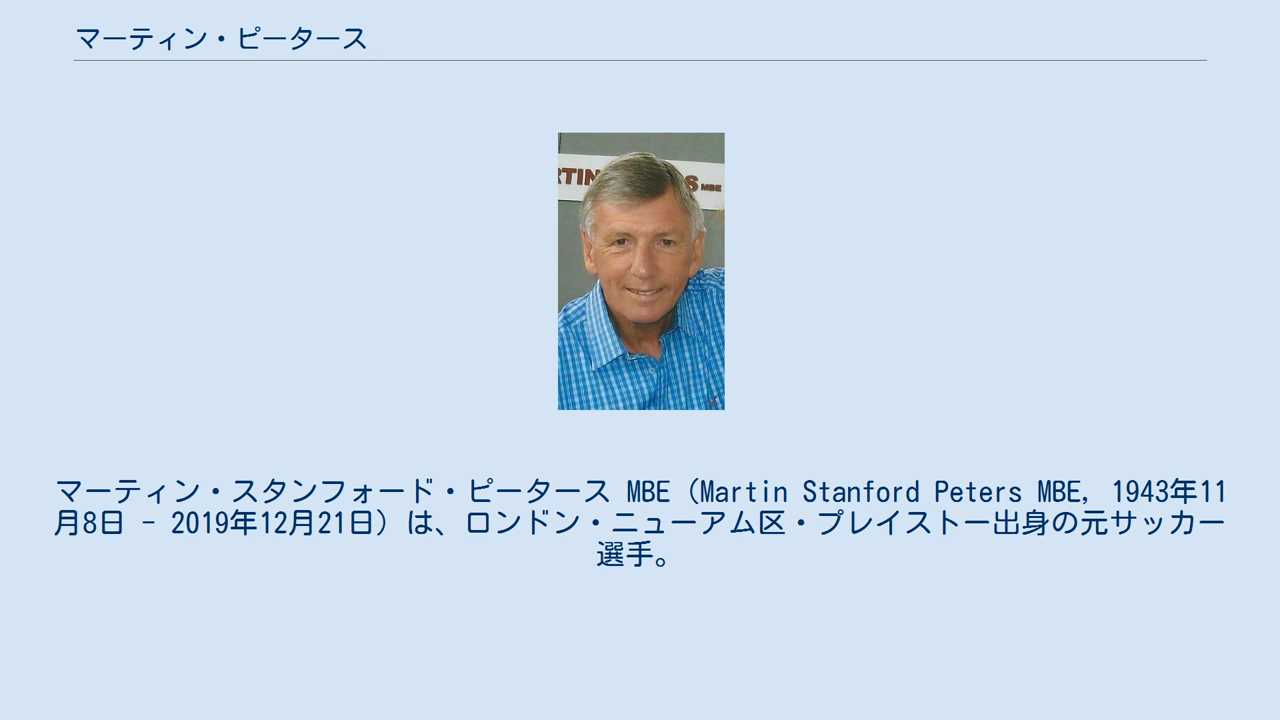 マーティン・ピータース
RTIN S MBE
マーティン・スタンフォード・ピータース MBE（Martin Stanford Peters MBE, 1943年11
月8日 - 2019年12月21日）は、ロンドン・ニューアム区・プレイストー出身の元サッカー
選手。